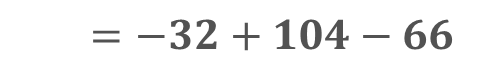 = −32 + 104 − 66